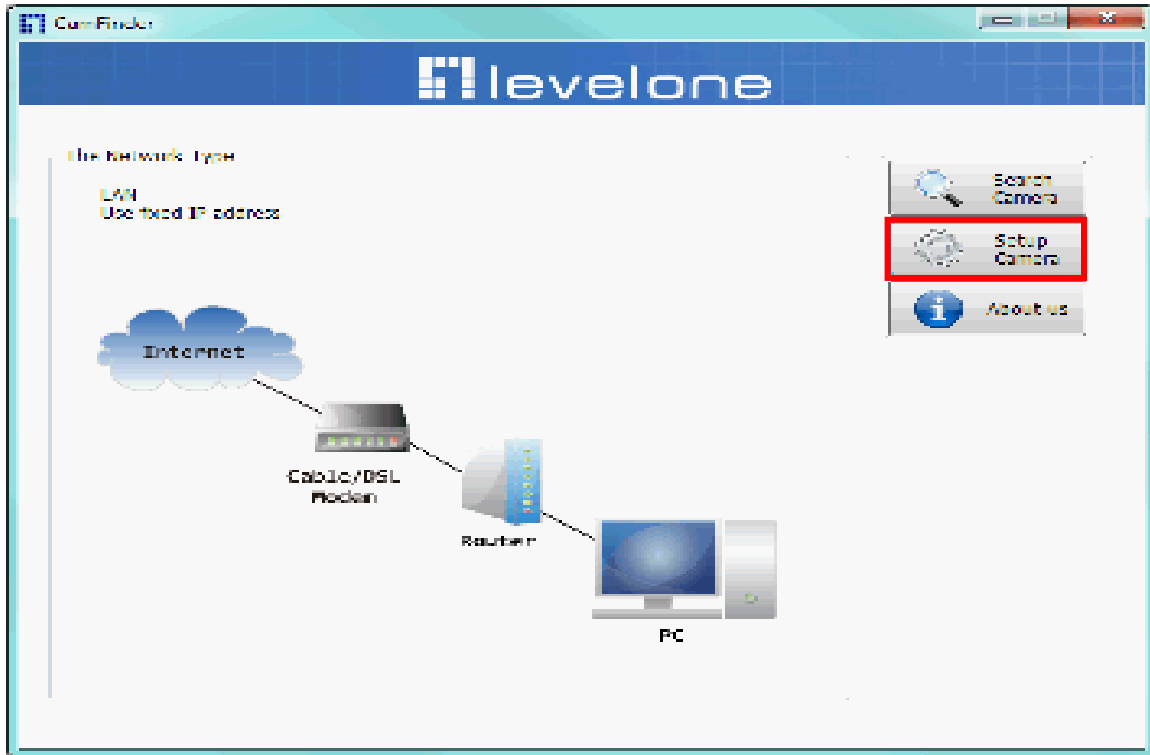 CamFinder
levelone
The Network Type
LAN
Use fixed IP address
Search
Camera
Setup
Camera
About us
Internet
Cable/DSL
Modem
Router
PC